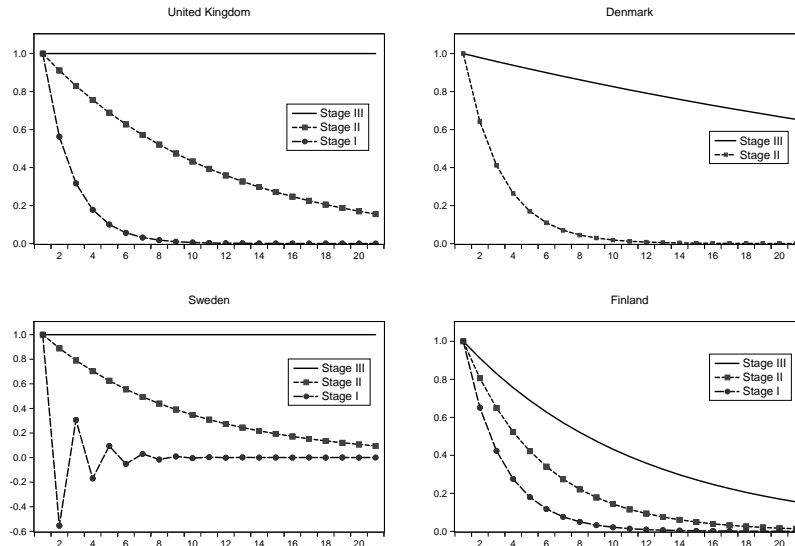 United Kingdom
1.0
0.8
0.6
0.4
0.2
0.0
Stage III
Stage II
Stage I
2 4 6 8 10 12 14 16 18 20
Denmark
1.0
0.8
0.6
0.4
0.2
0.0
Stage III
Stage II
2 4 6 8 10 12 14 16 18 20
Sweden
1.0
0.8
0.6
0.4
0.2
0.0
-0.2
-0.4
-0.6
Stage III
Stage II
Stage I
2 4 6 8 10 12 14 16 18 20
Finland
1.0
0.8
0.6
0.4
0.2
0.0
Stage III
Stage II
Stage I
2 4 6 8 10 12 14 16 18 20